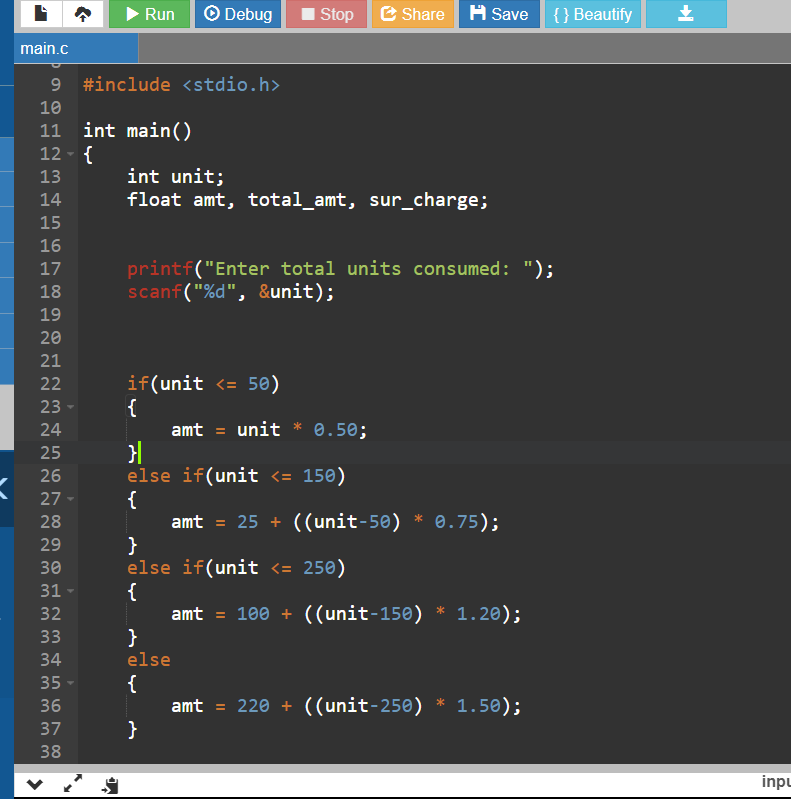 Run Debug Stop Share Save { } Beautify
main.c
8
9 #include <stdio.h>
10
11 int main()
12 {
13     int unit;
14     float amt, total_amt, sur_charge;
15
16
17     printf("Enter total units consumed: ");
18     scanf("%d", &unit);
19
20
21
22     if(unit <= 50)
23     {
24         amt = unit * 0.50;
25     }
26     else if(unit <= 150)
27     {
28         amt = 25 + ((unit-50) * 0.75);
29     }
30     else if(unit <= 250)
31     {
32         amt = 100 + ((unit-150) * 1.20);
33     }
34     else
35     {
36         amt = 220 + ((unit-250) * 1.50);
37     }
38
inpu